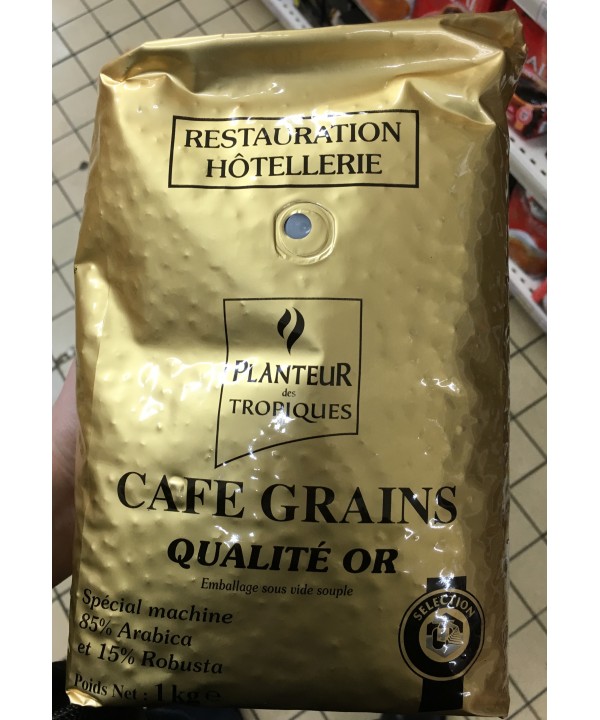 RESTAURATION
HÔTELLERIE
PLANTEUR
des
TROPIQUES
CAFE GRAINS
QUALITÉ OR
Emballage sous vide souple
Spécial machine
85% Arabica
et 15% Robusta
Poids Net : 1 kg e
SELECTION